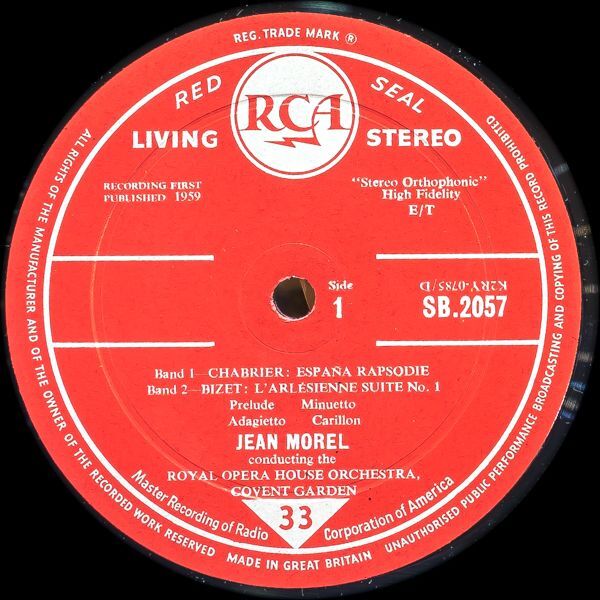 REG. TRADE MARK ®
RED SEAL
RCA
LIVING STEREO
RECORDING FIRST
PUBLISHED 1959
"Stereo Orthophonic"
High Fidelity
E/T
Side
1
K2RY-0785/D
SB.2057
Band 1—CHABRIER: ESPAÑA RAPSODIE
Band 2—BIZET: L'ARLÉSIENNE SUITE No. 1
Prelude Minuetto
Adagietto Carillon
JEAN MOREL
conducting the
ROYAL OPERA HOUSE ORCHESTRA,
COVENT GARDEN
33
Master Recording of Radio Corporation of America
ALL RIGHTS OF THE MANUFACTURER AND OF THE OWNER OF THE RECORDED WORK RESERVED
MADE IN GREAT BRITAIN
UNAUTHORISED PUBLIC PERFORMANCE BROADCASTING AND COPYING OF THIS RECORD PROHIBITED